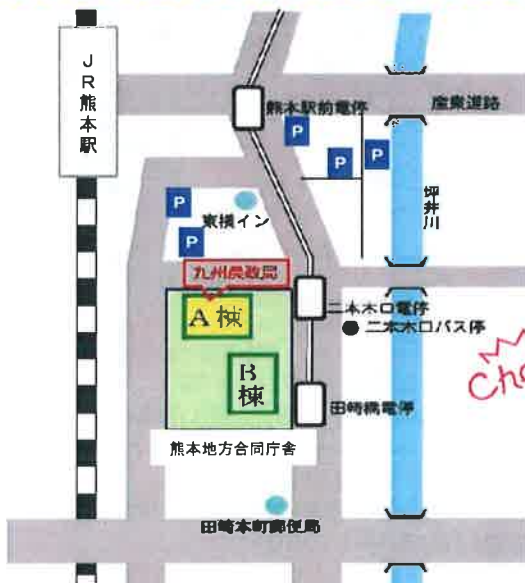 JR熊本駅
熊本駅前電停
産業道路
P
P
P
坪井川
P
東横イン
P
九州農政局
A棟
二本木口電停
二本木口バス停
B棟
田崎橋電停
熊本地方合同庁舎
田崎本町郵便局